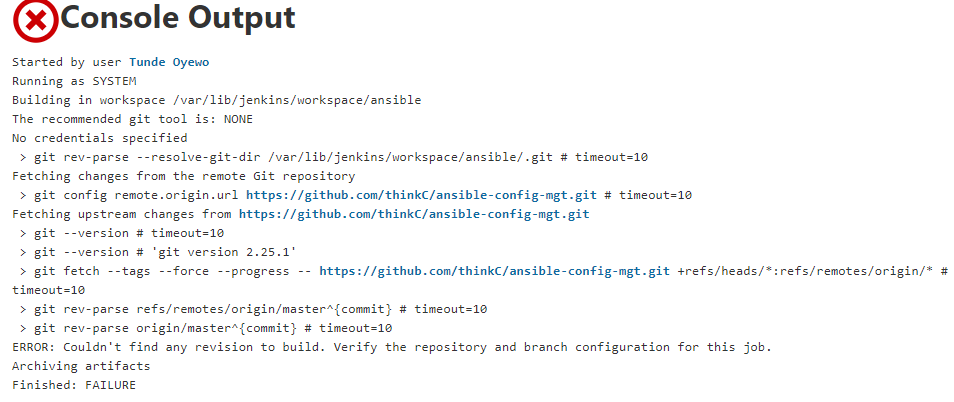 Console Output
Started by user Tunde Oyewo
Running as SYSTEM
Building in workspace /var/lib/jenkins/workspace/ansible
The recommended git tool is: NONE
No credentials specified
> git rev-parse --resolve-git-dir /var/lib/jenkins/workspace/ansible/.git # timeout=10
Fetching changes from the remote Git repository
> git config remote.origin.url https://github.com/thinkC/ansible-config-mgt.git # timeout=10
Fetching upstream changes from https://github.com/thinkC/ansible-config-mgt.git
> git --version # timeout=10
> git --version # 'git version 2.25.1'
> git fetch --tags --force --progress -- https://github.com/thinkC/ansible-config-mgt.git +refs/heads/*:refs/remotes/origin/* #
timeout=10
> git rev-parse refs/remotes/origin/master^{commit} # timeout=10
> git rev-parse origin/master^{commit} # timeout=10
ERROR: Couldn't find any revision to build. Verify the repository and branch configuration for this job.
Archiving artifacts
Finished: FAILURE